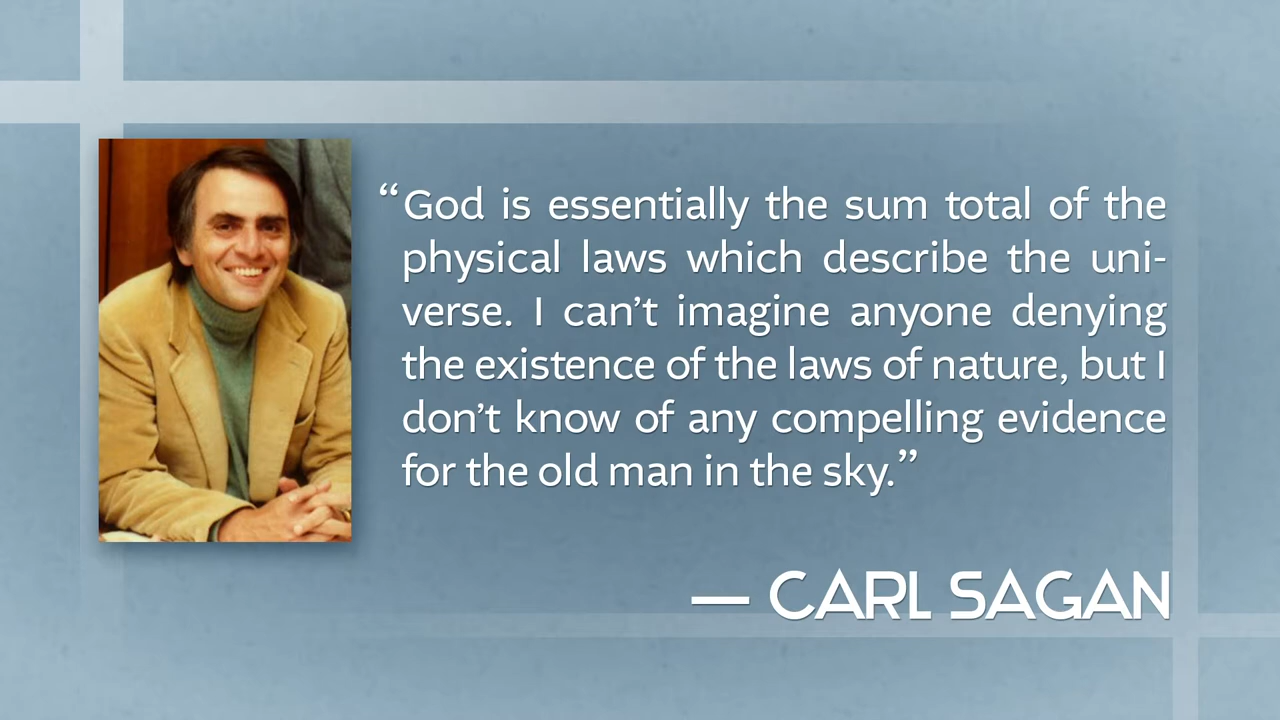 “God is essentially the sum total of the
physical laws which describe the uni-
verse. I can’t imagine anyone denying
the existence of the laws of nature, but I
don’t know of any compelling evidence
for the old man in the sky.”
— CARL SAGAN